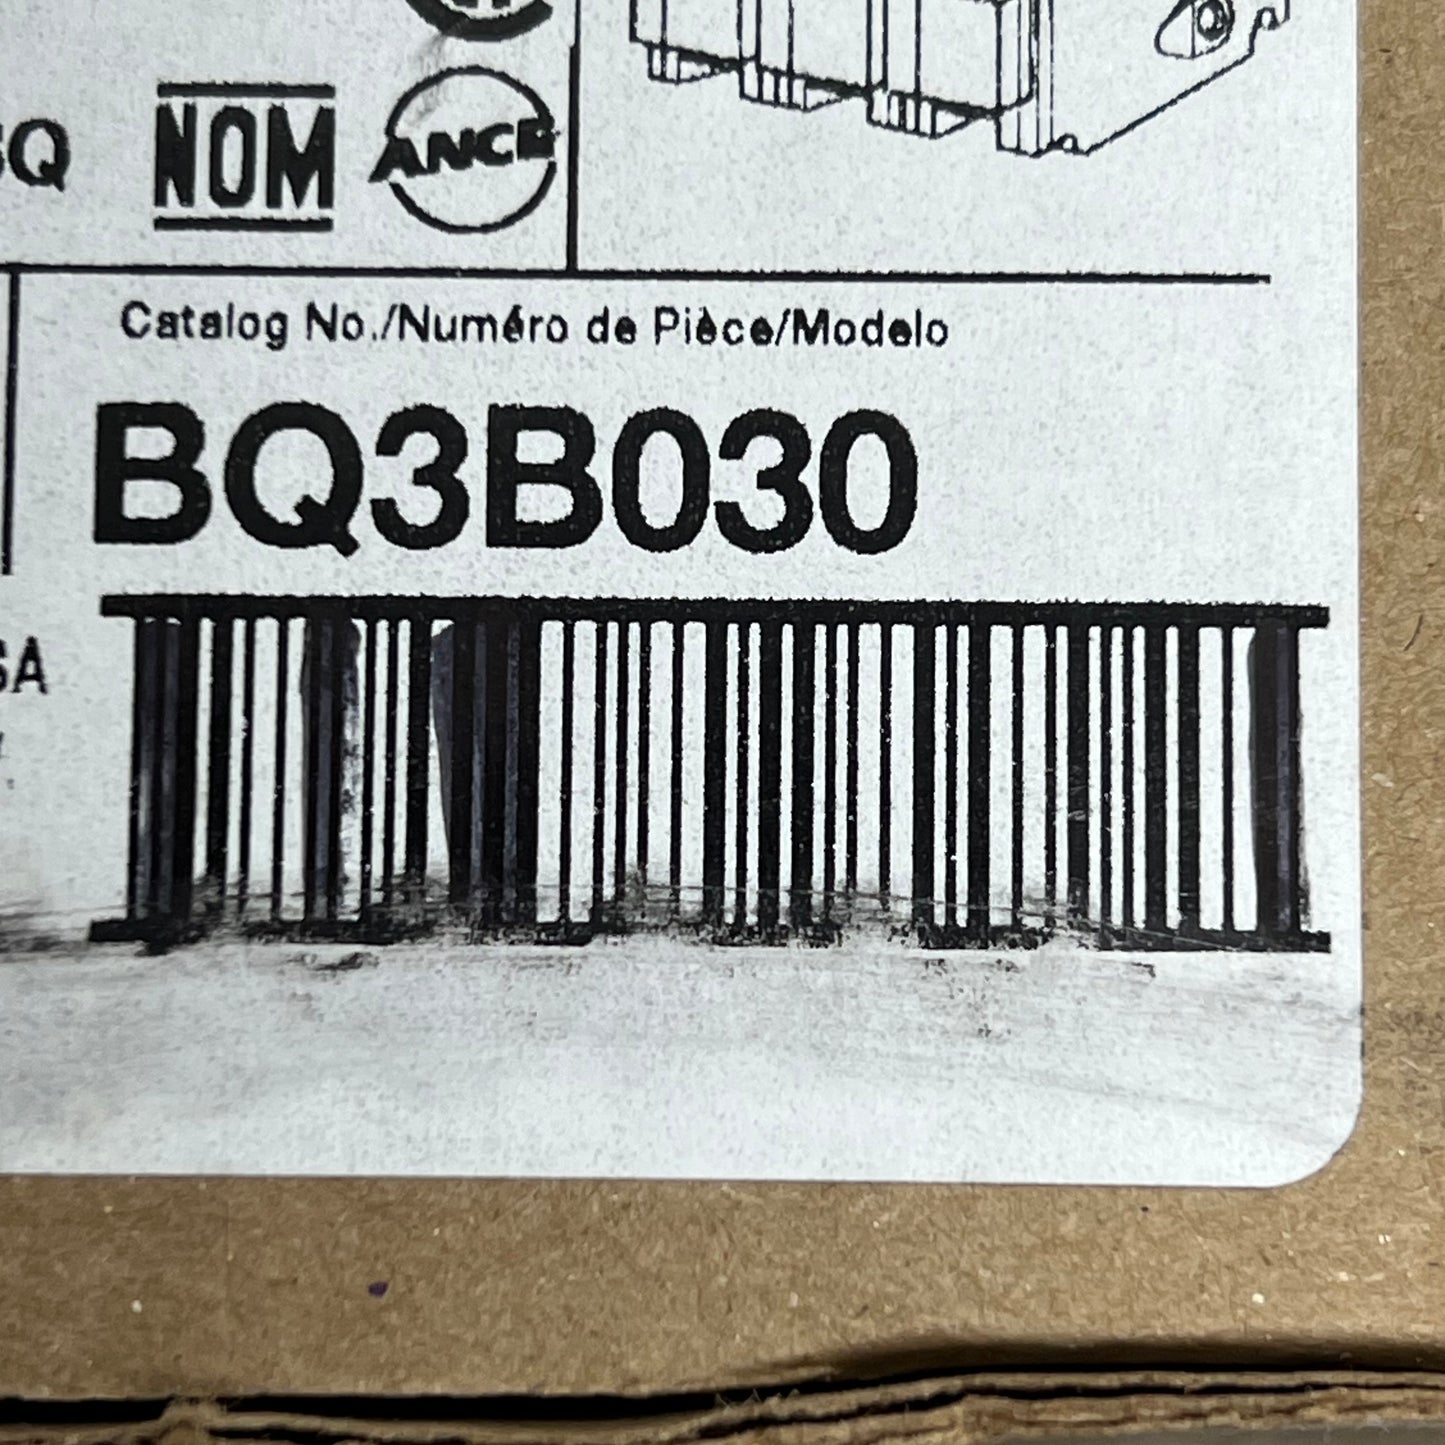 NOM
ANCE
Catalog No./Numéro de Pièce/Modelo
BQ3B030